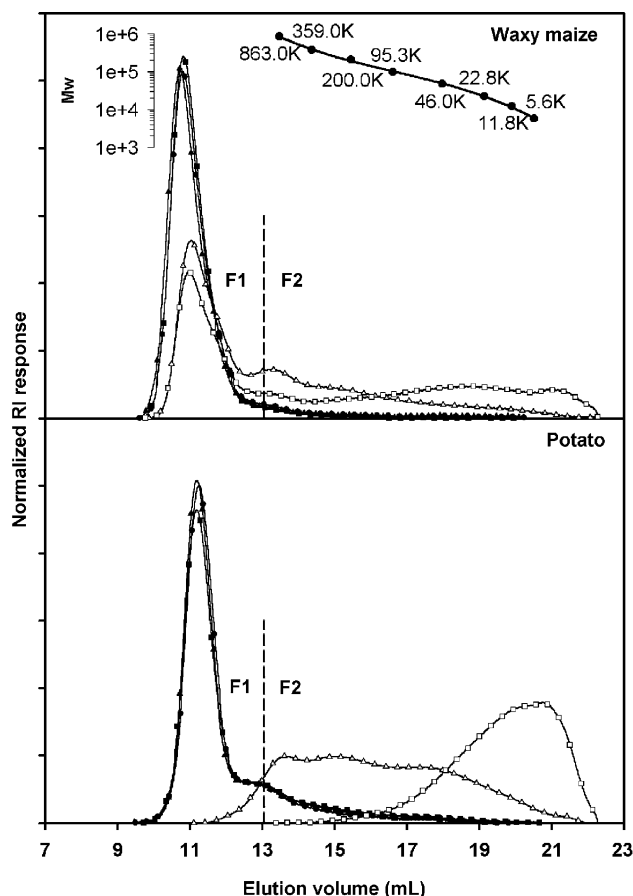 1e+6
1e+5
1e+4
1e+3
Mw
359.0K
863.0K
95.3K
200.0K
22.8K
46.0K
5.6K
11.8K
Waxy maize
F1
F2
Normalized RI response
Potato
F1
F2
7
9
11
13
15
17
19
21
23
Elution volume (mL)